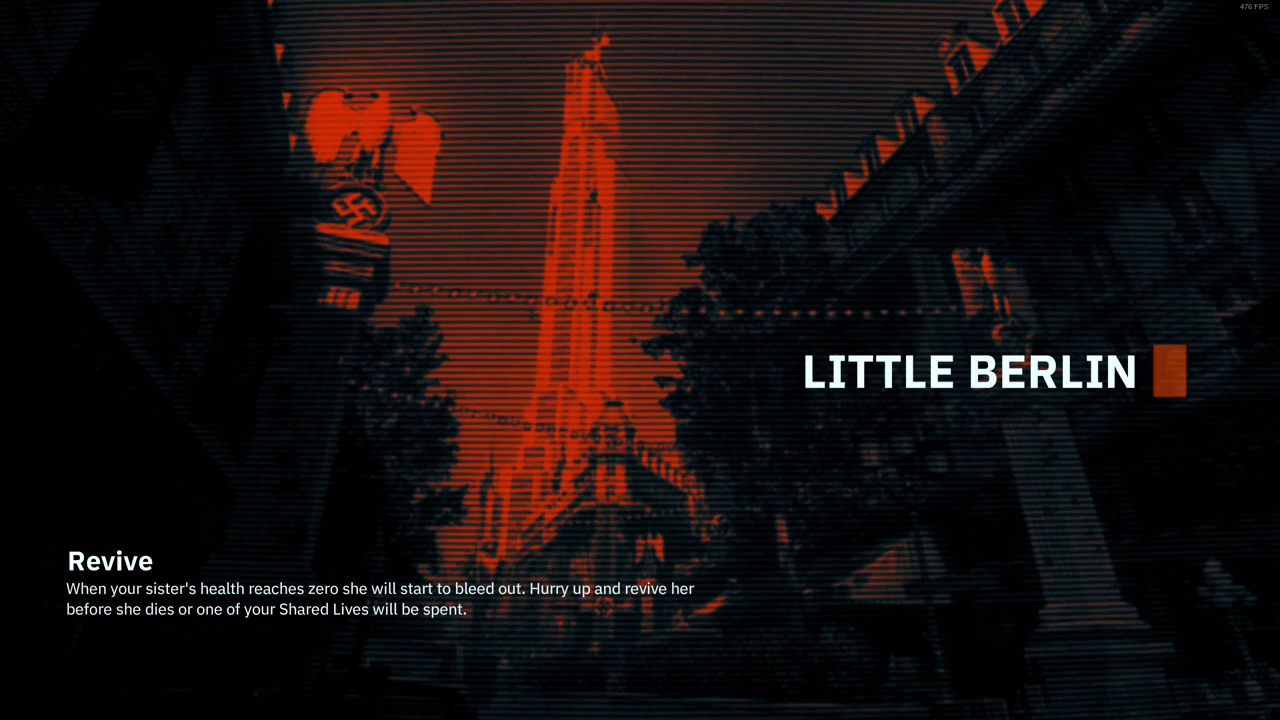 476 FPS
LITTLE BERLIN
Revive
When your sister's health reaches zero she will start to bleed out. Hurry up and revive her
before she dies or one of your Shared Lives will be spent.